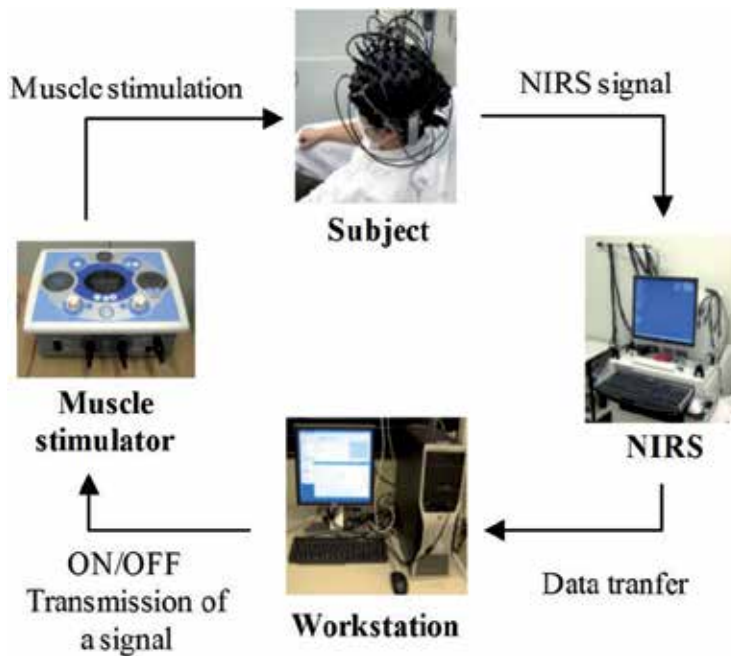 Muscle stimulation
NIRS signal
Subject
Muscle
stimulator
NIRS
ON/OFF
Transmission of
a signal
Workstation
Data tranfer